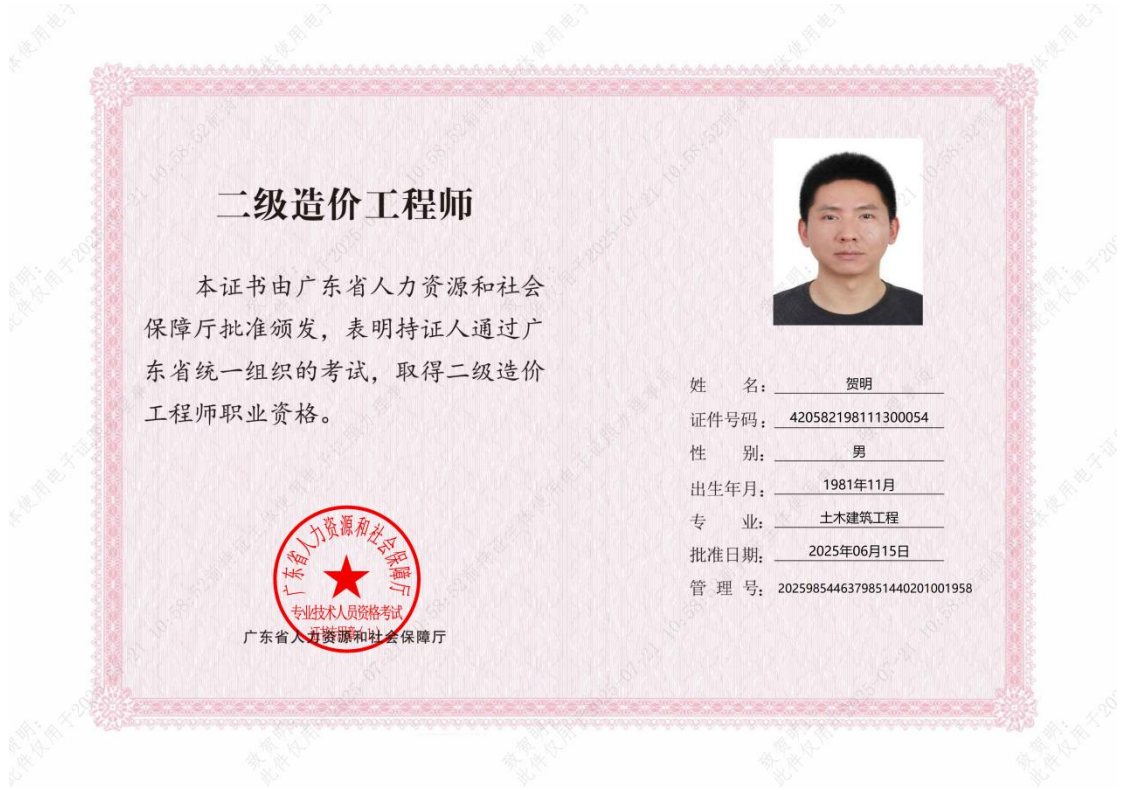 二级造价工程师
本证书由广东省人力资源和社会
保障厅批准颁发，表明持证人通过广
东省统一组织的考试，取得二级造价
工程师职业资格。
广东省人力资源和社会保障厅
专业技术人员资格考试
广东省人力资源和社会保障厅
姓 名： 贺明
证件号码： 420582198111300054
性 别： 男
出生年月： 1981年11月
专 业： 土木建筑工程
批准日期： 2025年06月15日
管 理 号： 20259854463798514402010019​58